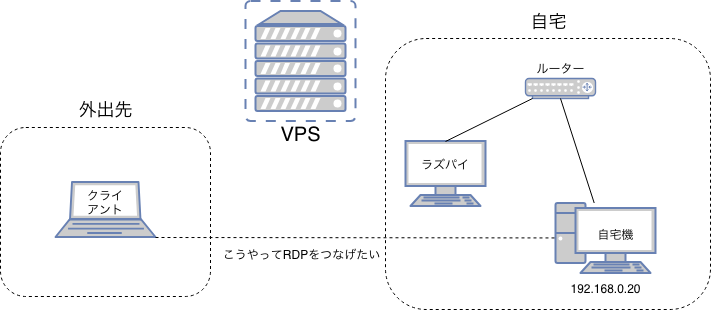 自宅
ルーター
VPS
外出先
ラズパイ
クライ
アント
自宅機
こうやってRDPをつなげたい
192.168.0.20